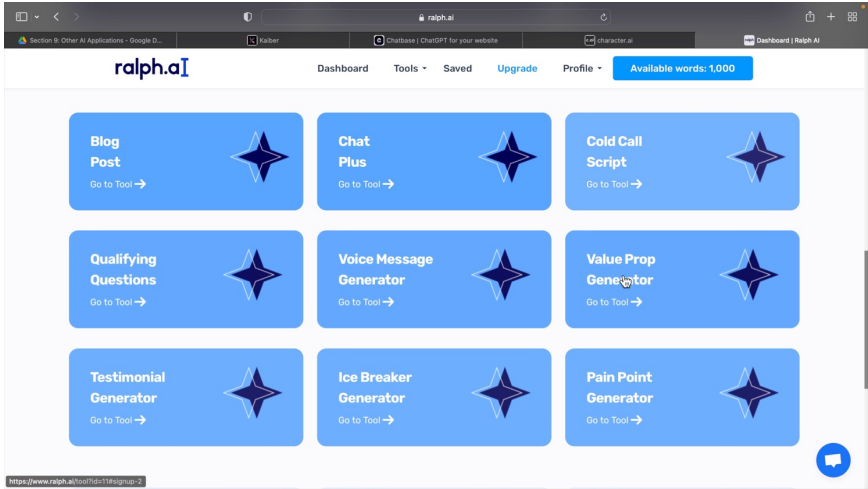 ralph.ai
Section 9: Other AI Applications - Google D...
Kaiber
Chatbase | ChatGPT for your website
character.ai
Dashboard | Ralph AI
ralph.aI
Dashboard
Tools
Saved
Upgrade
Profile
Available words: 1,000
Blog
Post
Go to Tool
Chat
Plus
Go to Tool
Cold Call
Script
Go to Tool
Qualifying
Questions
Go to Tool
Voice Message
Generator
Go to Tool
Value Prop
Generator
Go to Tool
Testimonial
Generator
Go to Tool
Ice Breaker
Generator
Go to Tool
Pain Point
Generator
Go to Tool
https://www.ralph.ai/tool?id=11#signup-2